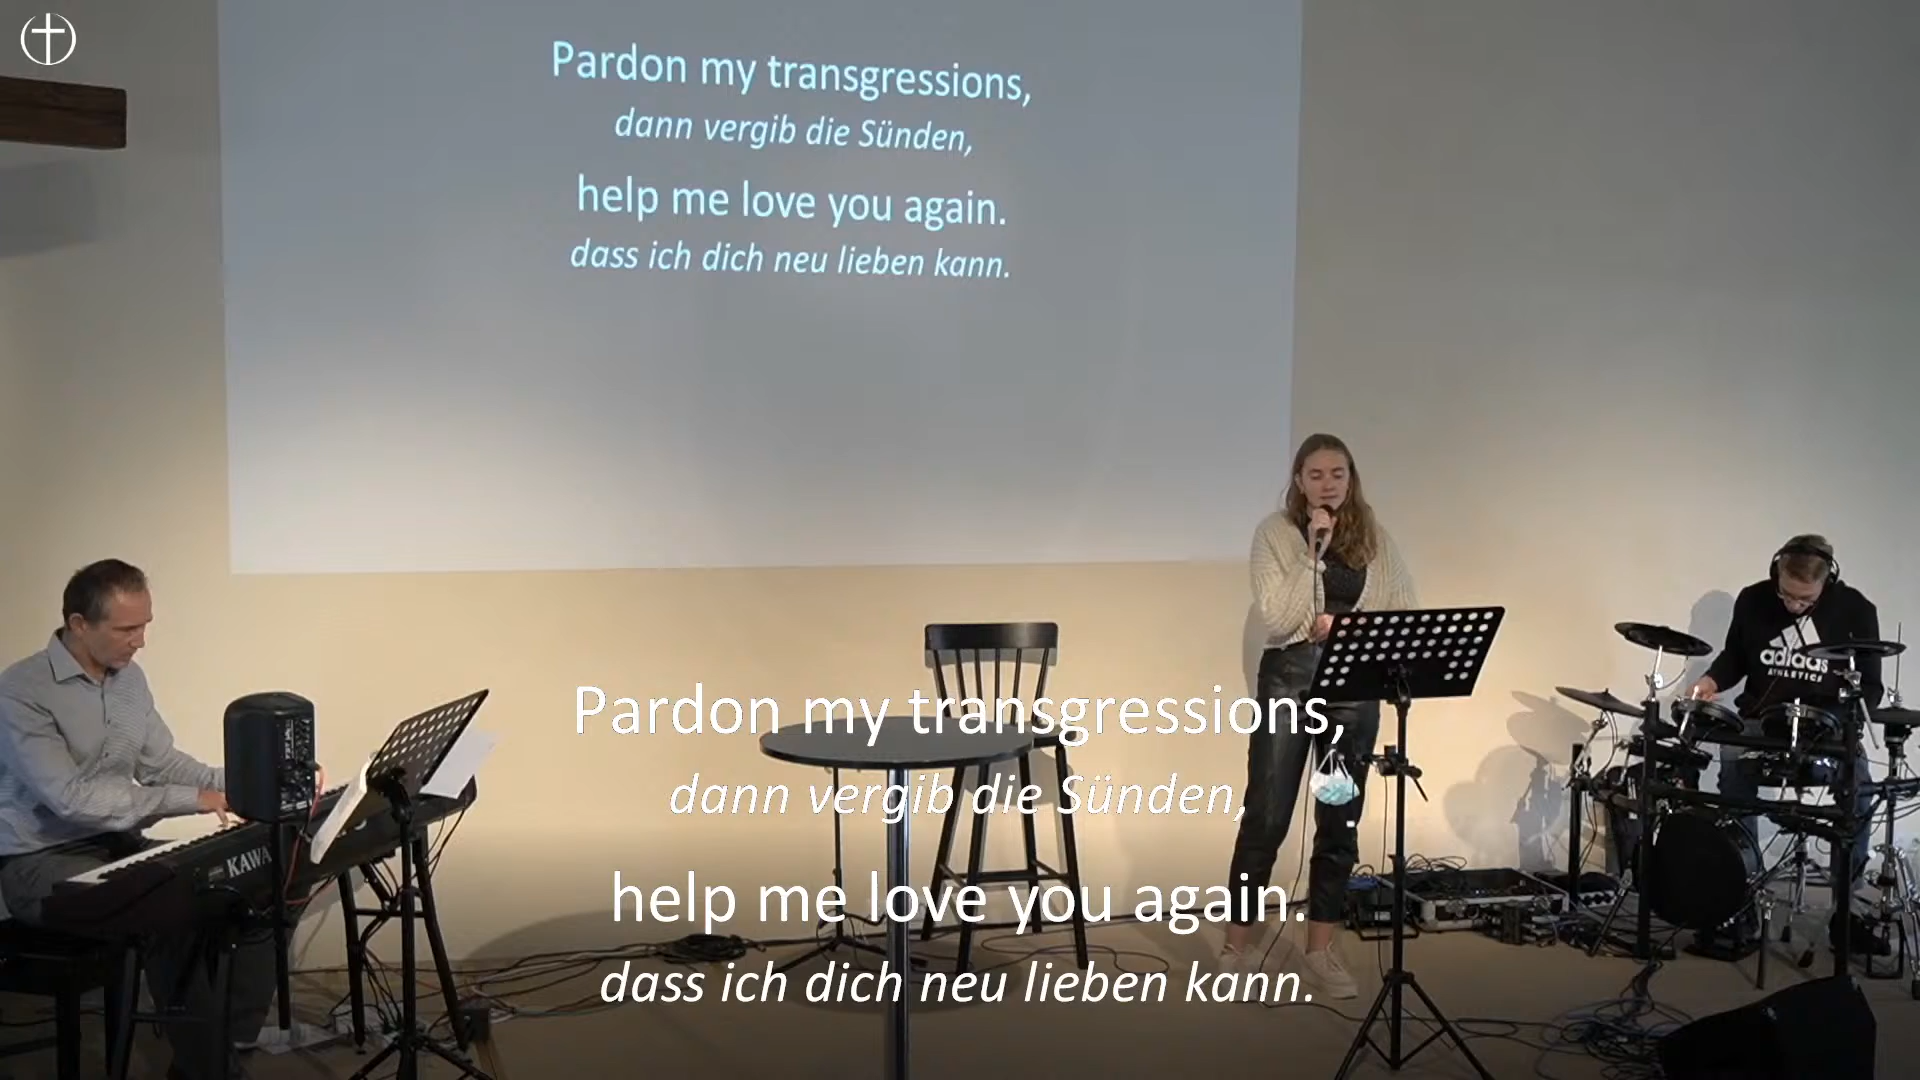 Pardon my transgressions,
dann vergib die Sünden,
help me love you again.
dass ich dich neu lieben kann.
adidas
ATHLETICS
KAWA
Pardon my transgressions,
dann vergib die Sünden,
help me love you again.
dass ich dich neu lieben kann.